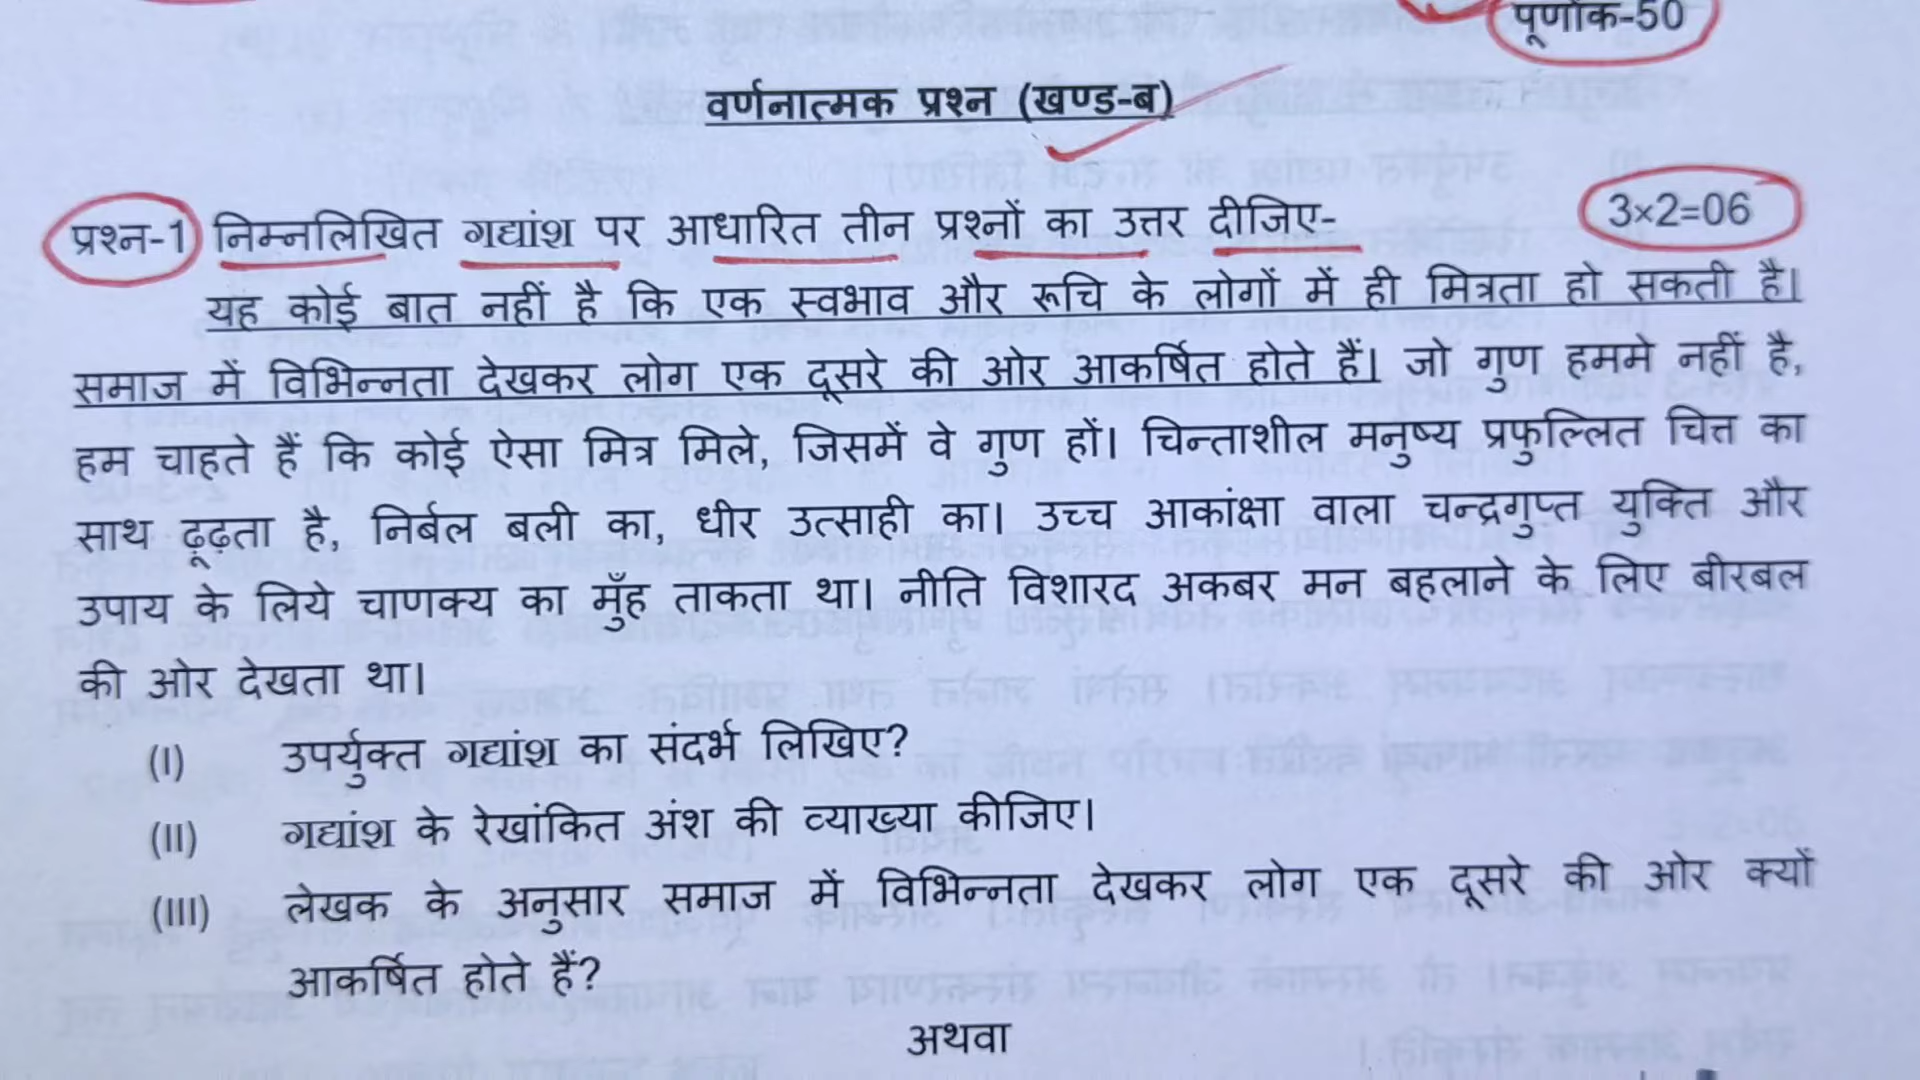 पूर्णांक-50
वर्णनात्मक प्रश्न (खण्ड-ब)
प्रश्न-1 निम्नलिखित गद्यांश पर आधारित तीन प्रश्नों का उत्तर दीजिए- 3×2=06
यह कोई बात नहीं है कि एक स्वभाव और रूचि के लोगों में ही मित्रता हो सकती है।
समाज में विभिन्नता देखकर लोग एक दूसरे की ओर आकर्षित होते हैं। जो गुण हममे नहीं है,
हम चाहते हैं कि कोई ऐसा मित्र मिले, जिसमें वे गुण हों। चिन्ताशील मनुष्य प्रफुल्लित चित्त का
साथ ढूढ़ता है, निर्बल बली का, धीर उत्साही का। उच्च आकांक्षा वाला चन्द्रगुप्त युक्ति और
उपाय के लिये चाणक्य का मुँह ताकता था। नीति विशारद अकबर मन बहलाने के लिए बीरबल
की ओर देखता था।
(I) उपर्युक्त गद्यांश का संदर्भ लिखिए?
(II) गद्यांश के रेखांकित अंश की व्याख्या कीजिए।
(III) लेखक के अनुसार समाज में विभिन्नता देखकर लोग एक दूसरे की ओर क्यों
आकर्षित होते हैं?
अथवा